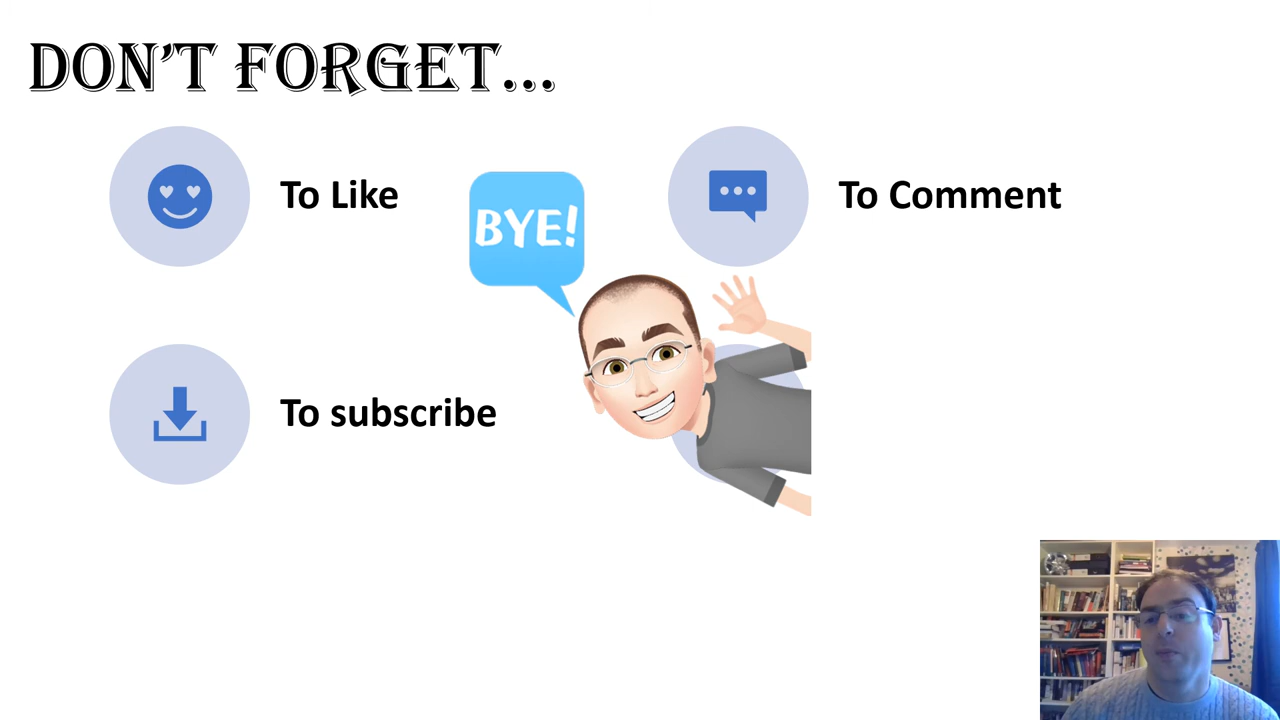 DON'T FORGET...
To Like
BYE!
To Comment
To subscribe